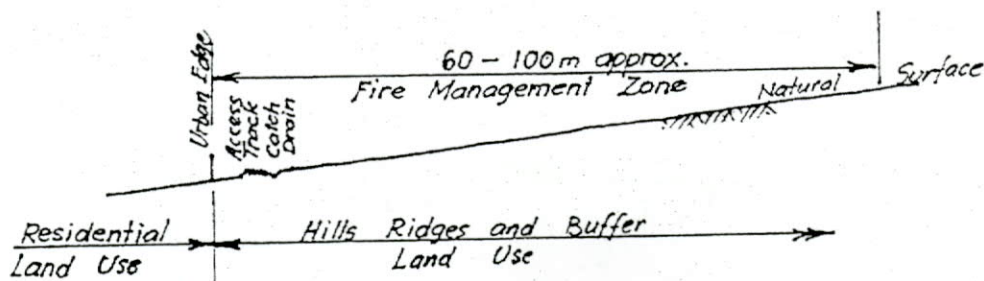 Urban Edge
60 - 100 m approx.
Fire Management Zone
Natural Surface
Access
Track
Catch
Drain
Residential
Land Use
Hills Ridges and Buffer
Land Use